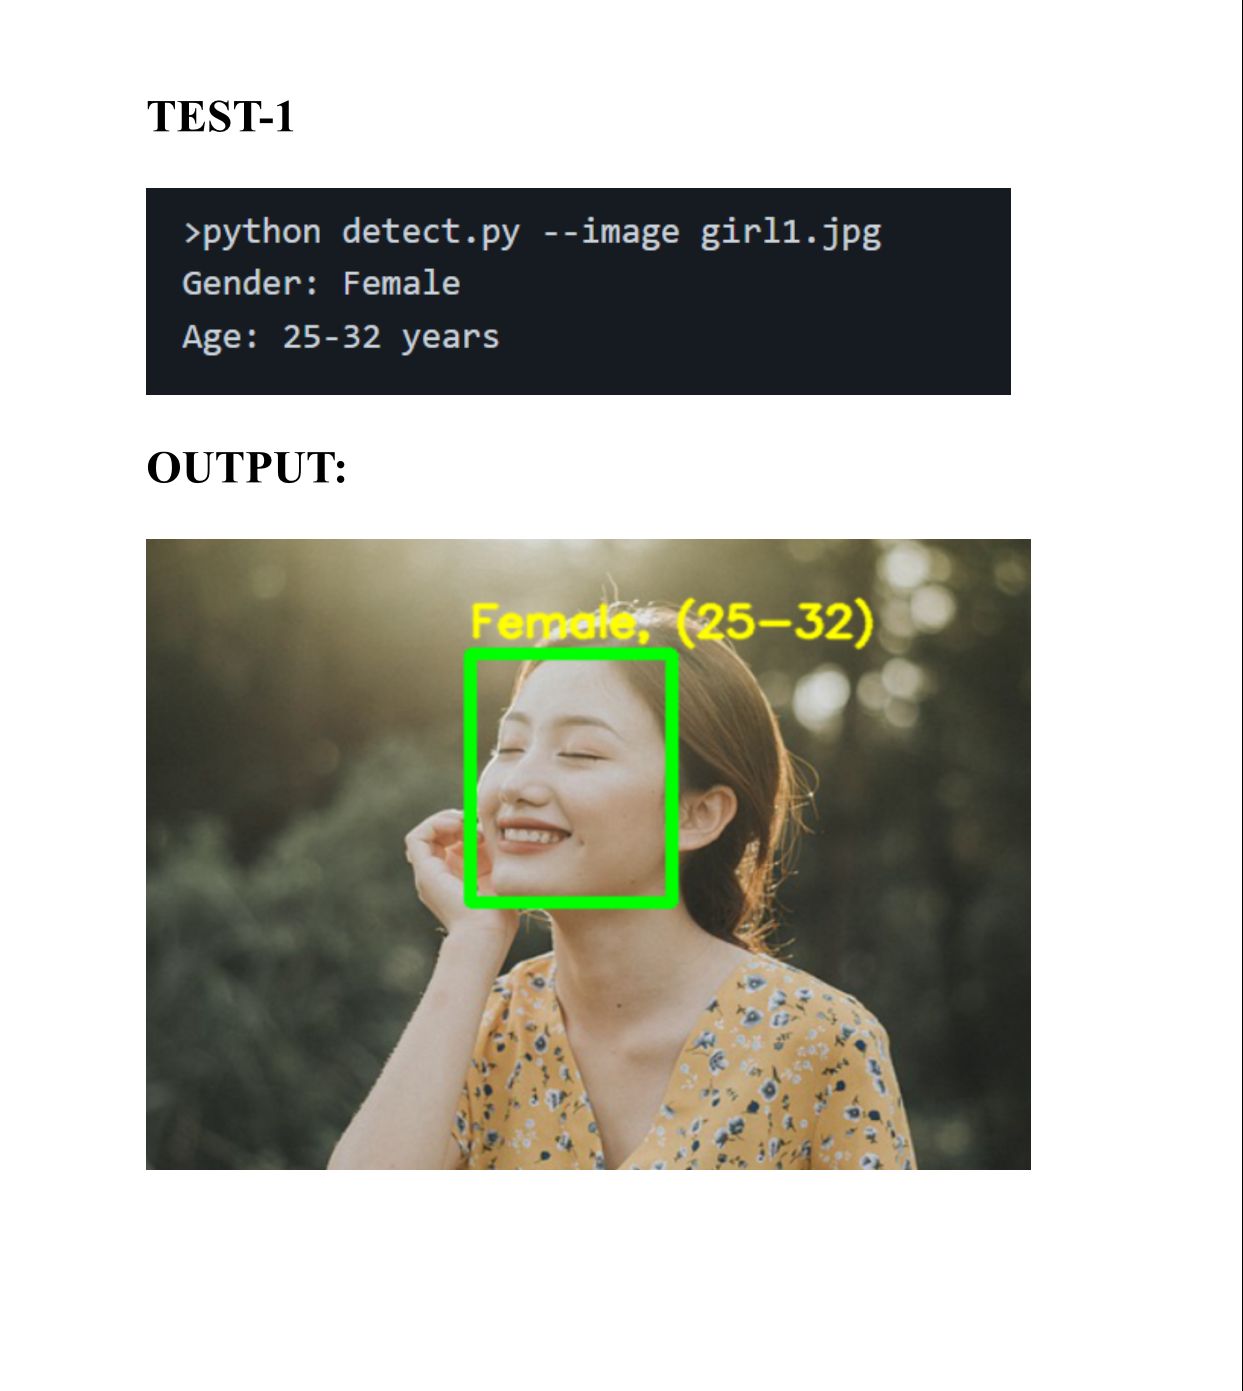 TEST-1
>python detect.py --image girl1.jpg
Gender: Female
Age: 25-32 years
OUTPUT:
Female, (25-32)